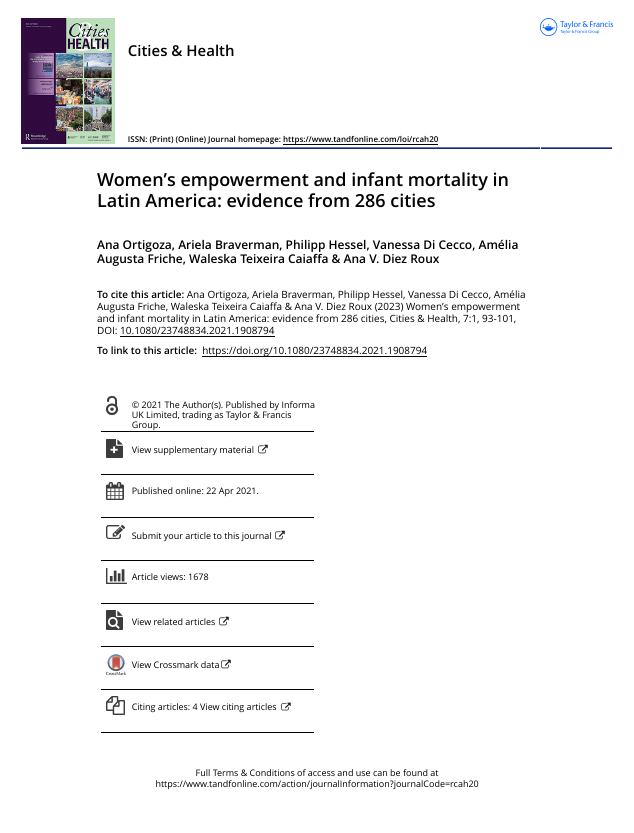 Cities
HEALTH
Routledge
Taylor & Francis
Taylor & Francis Group
Cities & Health
ISSN: (Print) (Online) Journal homepage: https://www.tandfonline.com/loi/rcah20
Women’s empowerment and infant mortality in
Latin America: evidence from 286 cities
Ana Ortigoza, Ariela Braverman, Philipp Hessel, Vanessa Di Cecco, Amélia
Augusta Friche, Waleska Teixeira Caiaffa & Ana V. Diez Roux
To cite this article: Ana Ortigoza, Ariela Braverman, Philipp Hessel, Vanessa Di Cecco, Amélia
Augusta Friche, Waleska Teixeira Caiaffa & Ana V. Diez Roux (2023) Women’s empowerment
and infant mortality in Latin America: evidence from 286 cities, Cities & Health, 7:1, 93-101,
DOI: 10.1080/23748834.2021.1908794
To link to this article: https://doi.org/10.1080/23748834.2021.1908794
© 2021 The Author(s). Published by Informa
UK Limited, trading as Taylor & Francis
Group.
View supplementary material
Published online: 22 Apr 2021.
Submit your article to this journal
Article views: 1678
View related articles
View Crossmark data
CrossMark
Citing articles: 4 View citing articles
Full Terms & Conditions of access and use can be found at
https://www.tandfonline.com/action/journalInformation?journalCode=rcah20